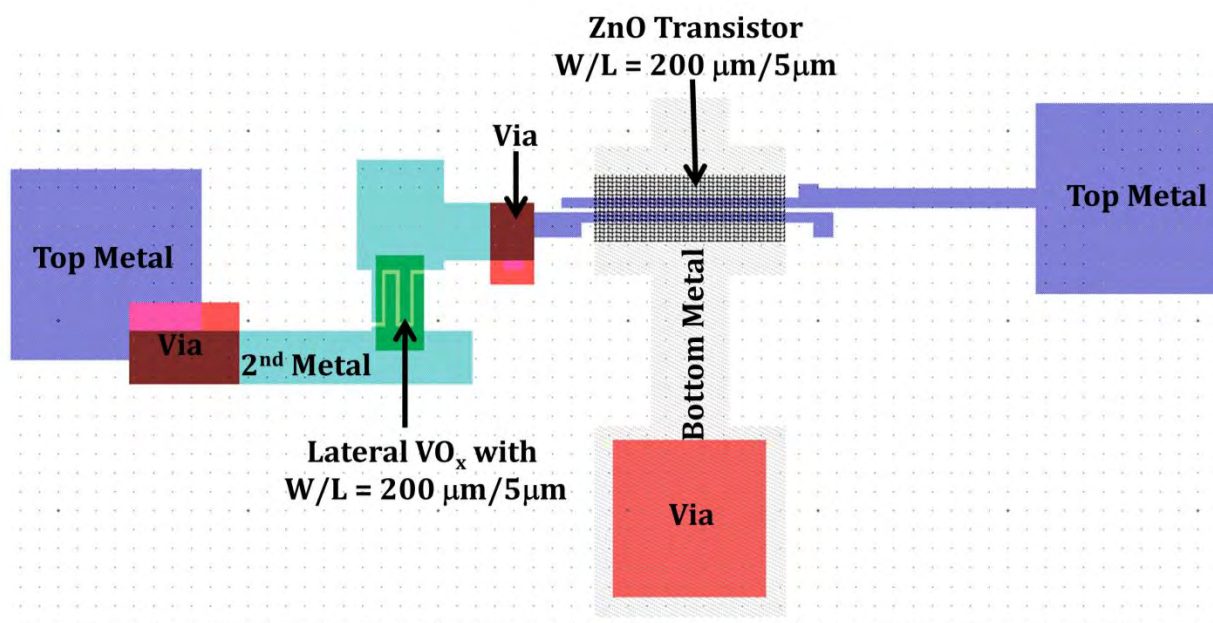 ZnO Transistor
W/L = 200 μm/5μm
Via
Top Metal
Top Metal
Via
2nd Metal
Bottom Metal
Lateral VOx with
W/L = 200 μm/5μm
Via